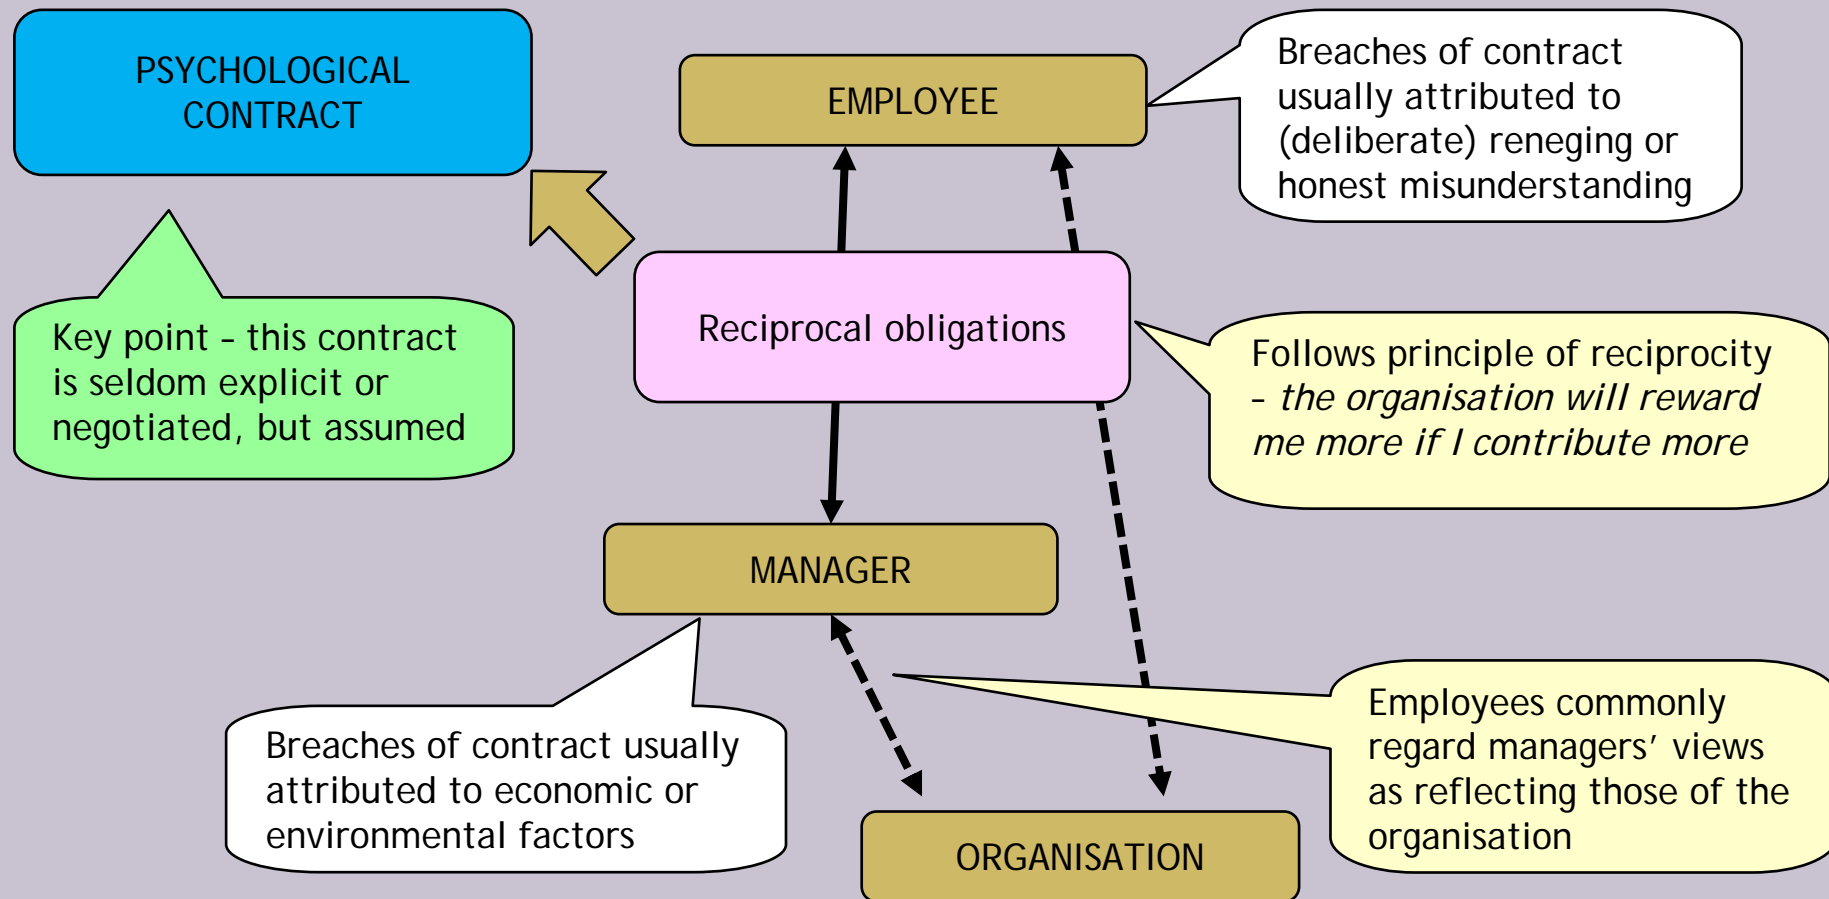 PSYCHOLOGICAL
CONTRACT
EMPLOYEE
Breaches of contract
usually attributed to
(deliberate) reneging or
honest misunderstanding
Key point – this contract
is seldom explicit or
negotiated, but assumed
Reciprocal obligations
Follows principle of reciprocity
– the organisation will reward
me more if I contribute more
MANAGER
Breaches of contract usually
attributed to economic or
environmental factors
Employees commonly
regard managers’ views
as reflecting those of the
organisation
ORGANISATION